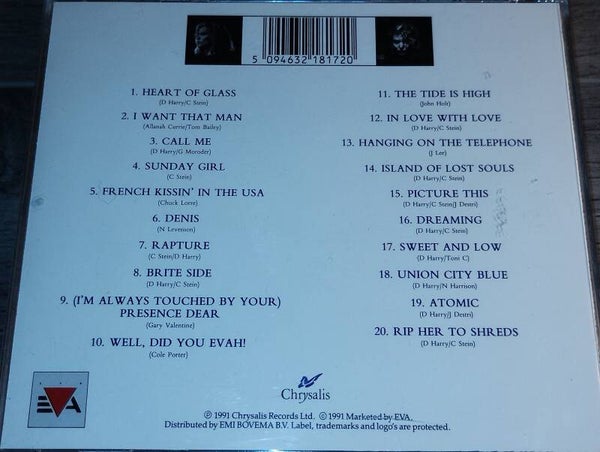 5 094632 181720
1. HEART OF GLASS
(D Harry/C Stein)
2. I WANT THAT MAN
(Allanah Currie/Tom Bailey)
3. CALL ME
(D Harry/G Moroder)
4. SUNDAY GIRL
(C Stein)
5. FRENCH KISSIN' IN THE USA
(Chuck Lorre)
6. DENIS
(N Levenson)
7. RAPTURE
(C Stein/D Harry)
8. BRITE SIDE
(D Harry/C Stein)
9. (I'M ALWAYS TOUCHED BY YOUR)
PRESENCE DEAR
(Gary Valentine)
10. WELL, DID YOU EVAH!
(Cole Porter)
11. THE TIDE IS HIGH
(John Holt)
12. IN LOVE WITH LOVE
(D Harry/C Stein)
13. HANGING ON THE TELEPHONE
(J Lee)
14. ISLAND OF LOST SOULS
(D Harry/C Stein)
15. PICTURE THIS
(D Harry/C Stein/J Destri)
16. DREAMING
(D Harry/C Stein)
17. SWEET AND LOW
(D Harry/Toni C)
18. UNION CITY BLUE
(D Harry/N Harrison)
19. ATOMIC
(D Harry/J Destri)
20. RIP HER TO SHREDS
(D Harry/C Stein)
EVA
Chrysalis
℗ 1991 Chrysalis Records Ltd. © 1991 Marketed by EVA.
Distributed by EMI BOVEMA B.V. Label, trademarks and logo's are protected.